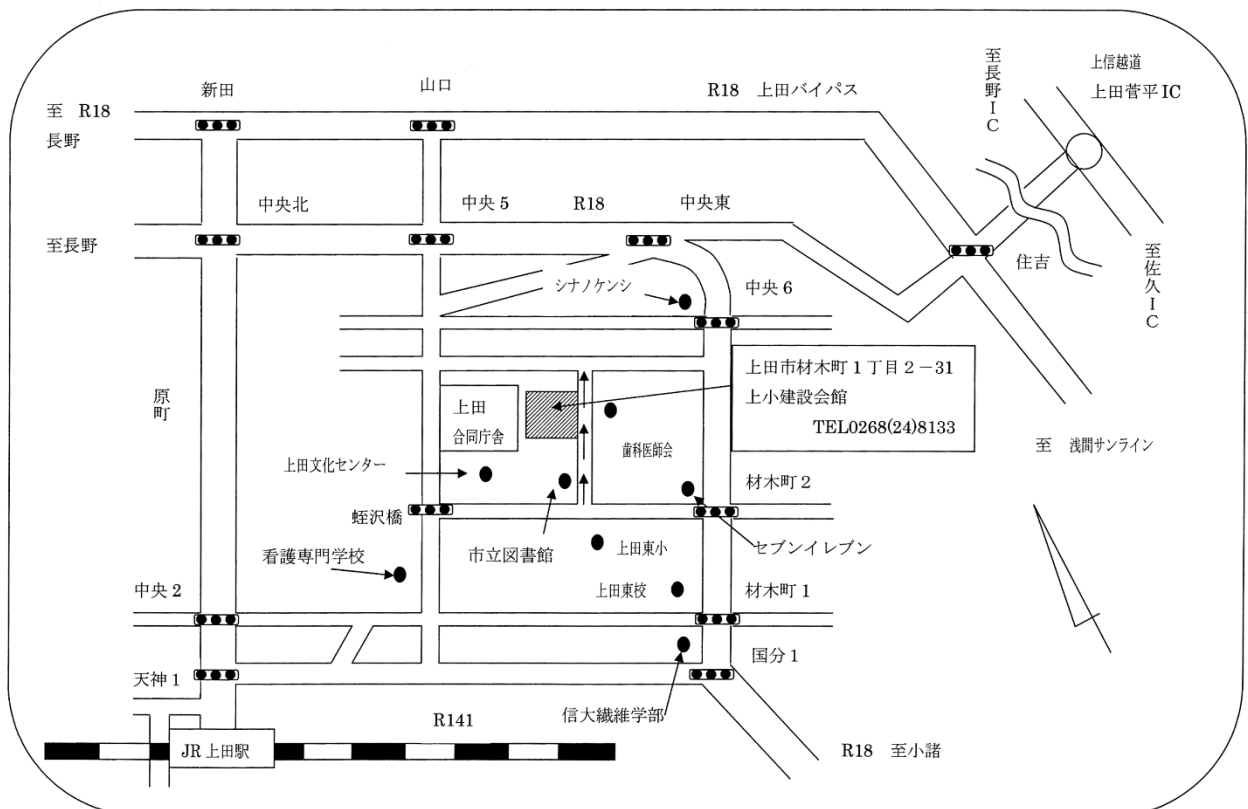 新田
山口
R18　上田バイパス
至　R18
長野
至長野IC
上信越道
上田菅平IC
中央北
中央５
R18
中央東
至長野
住吉
至佐久IC
シナノケンシ
中央６
上田市材木町１丁目２－31
上小建設会館
TEL0268(24)8133
原町
上田
合同庁舎
歯科医師会
至　浅間サンライン
上田文化センター
材木町２
蛭沢橋
市立図書館
上田東小
セブンイレブン
看護専門学校
中央２
上田東校
材木町１
国分１
天神１
信大繊維学部
R141
JR上田駅
R18　至小諸